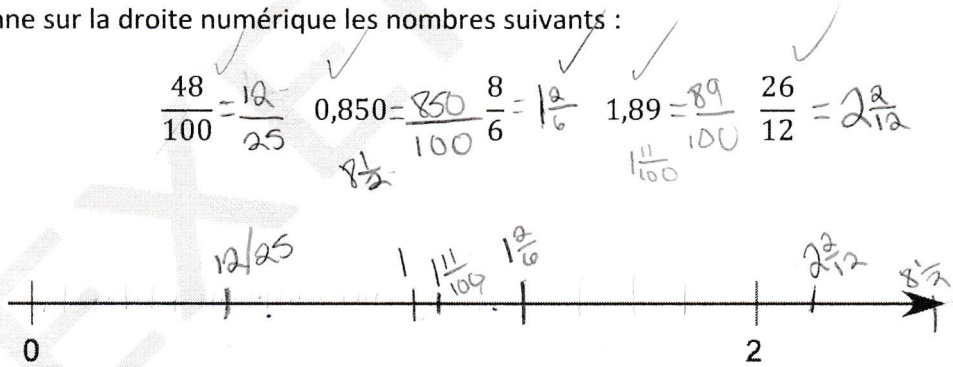 nne sur la droite numérique les nombres suivants :
48/100 = 12/25 0,850 = 850/100 8/6 = 1 2/6 1,89 = 89/100 26/12 = 2 2/12
8 1/2 1 11/100
12/25 1 1 11/100 1 2/6 2 2/12 8 1/2
0 2